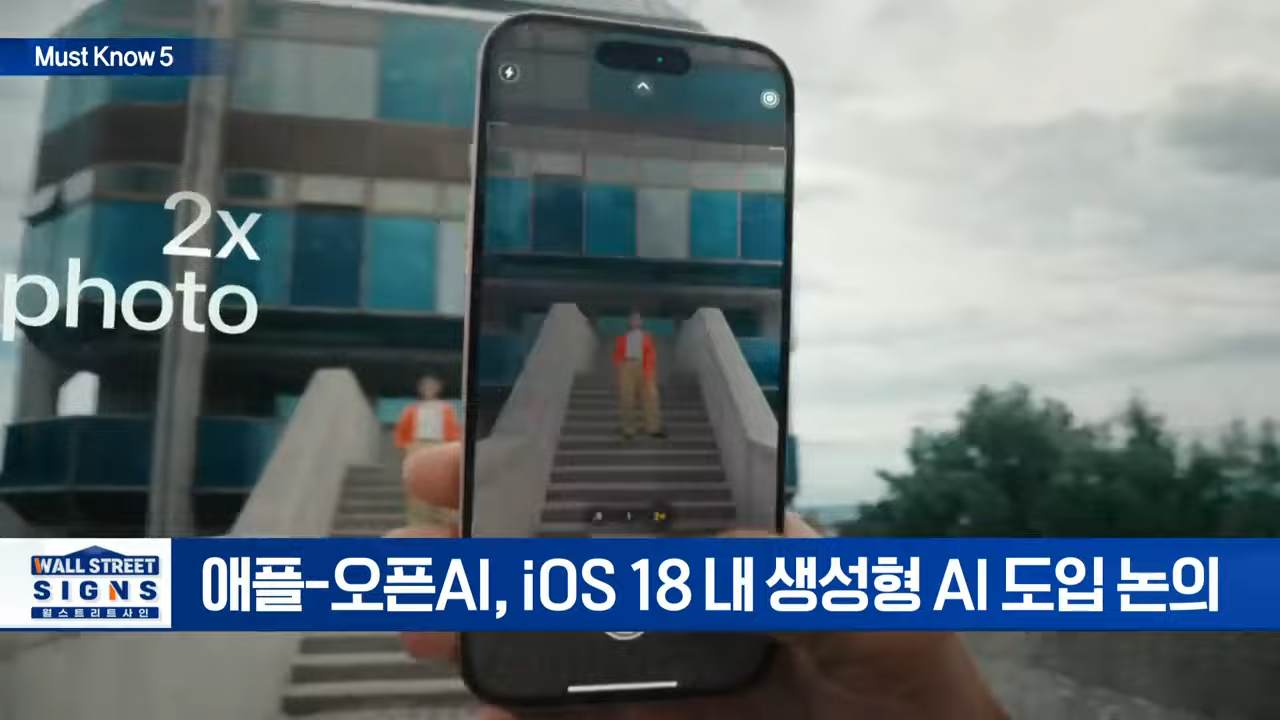 Must Know 5
2x
photo
WALL STREET
SIGNS
월스트리트사인
애플-오픈AI, iOS 18 내 생성형 AI 도입 논의